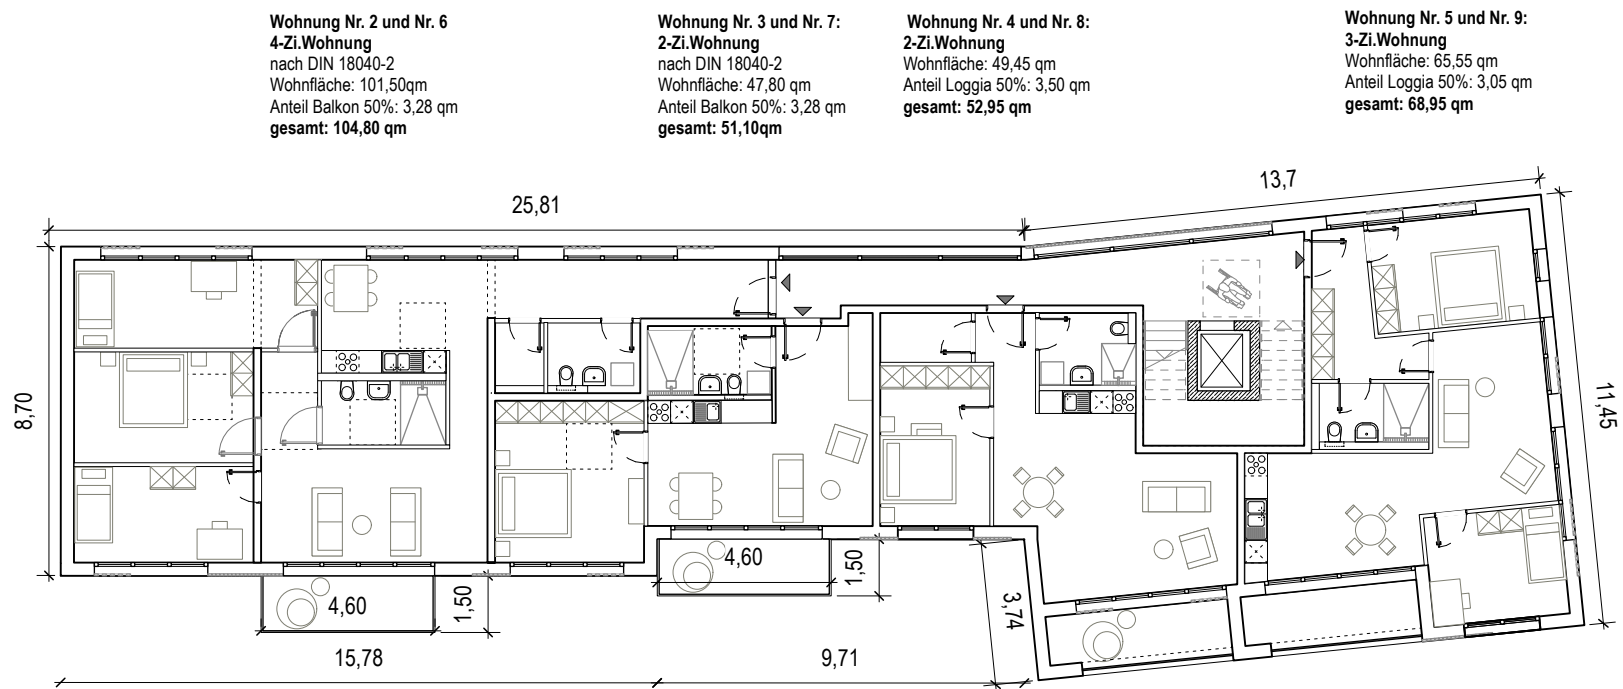 Wohnung Nr. 2 und Nr. 6
4-Zi.Wohnung
nach DIN 18040-2
Wohnfläche: 101,50qm
Anteil Balkon 50%: 3,28 qm
gesamt: 104,80 qm
Wohnung Nr. 3 und Nr. 7:
2-Zi.Wohnung
nach DIN 18040-2
Wohnfläche: 47,80 qm
Anteil Balkon 50%: 3,28 qm
gesamt: 51,10qm
Wohnung Nr. 4 und Nr. 8:
2-Zi.Wohnung
Wohnfläche: 49,45 qm
Anteil Loggia 50%: 3,50 qm
gesamt: 52,95 qm
Wohnung Nr. 5 und Nr. 9:
3-Zi.Wohnung
Wohnfläche: 65,55 qm
Anteil Loggia 50%: 3,05 qm
gesamt: 68,95 qm
25,81
13,7
8,70
11,45
4,60
1,50
4,60
1,50
3,74
15,78
9,71